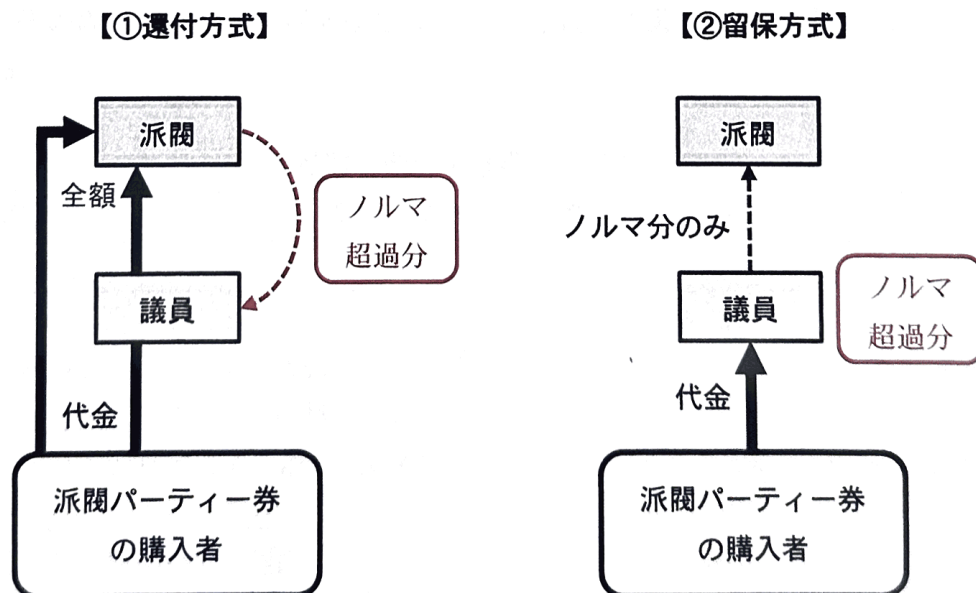 【①還付方式】
派閥
全額
ノルマ
超過分
議員
代金
派閥パーティー券
の購入者
【②留保方式】
派閥
ノルマ分のみ
議員
ノルマ
超過分
代金
派閥パーティー券
の購入者